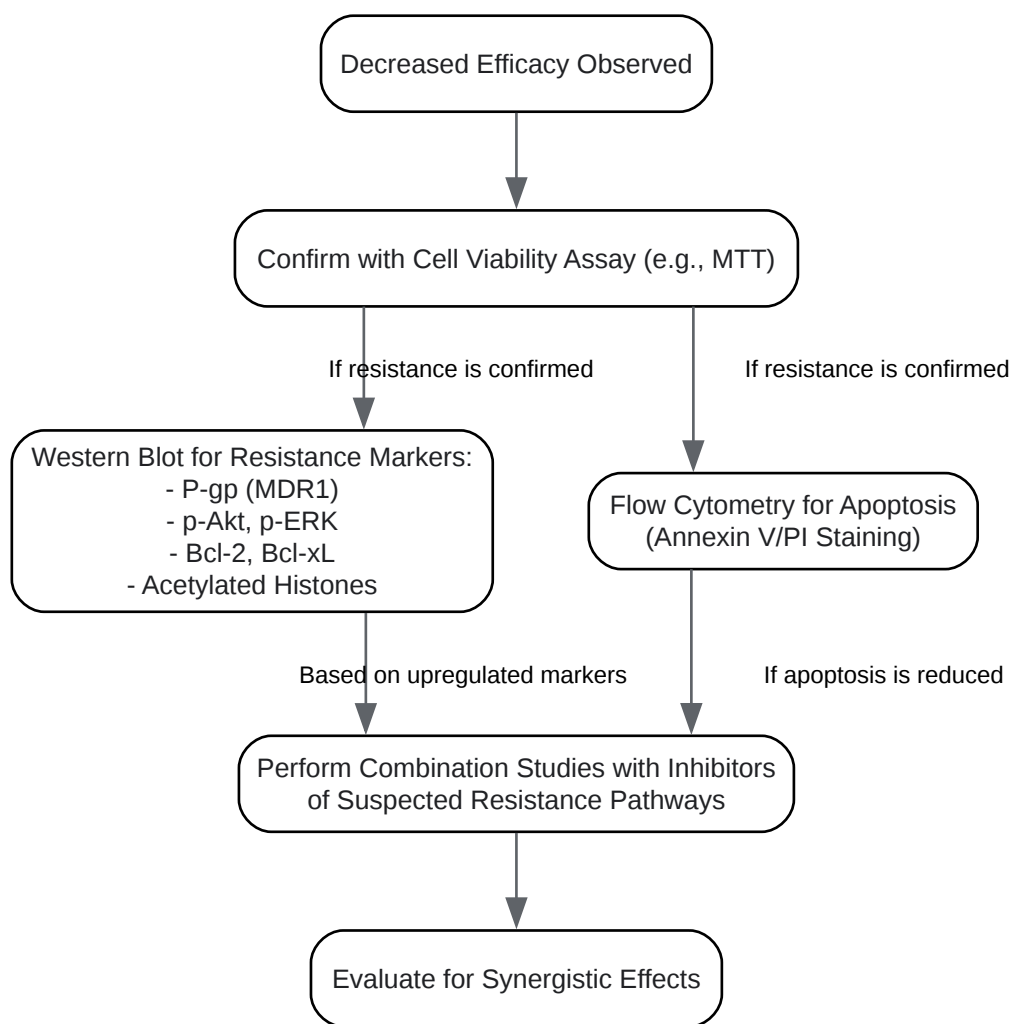 Decreased Efficacy Observed
Confirm with Cell Viability Assay (e.g., MTT)
If resistance is confirmed
If resistance is confirmed
Western Blot for Resistance Markers:
- P-gp (MDR1)
- p-Akt, p-ERK
- Bcl-2, Bcl-xL
- Acetylated Histones
Flow Cytometry for Apoptosis
(Annexin V/PI Staining)
Based on upregulated markers
If apoptosis is reduced
Perform Combination Studies with Inhibitors
of Suspected Resistance Pathways
Evaluate for Synergistic Effects